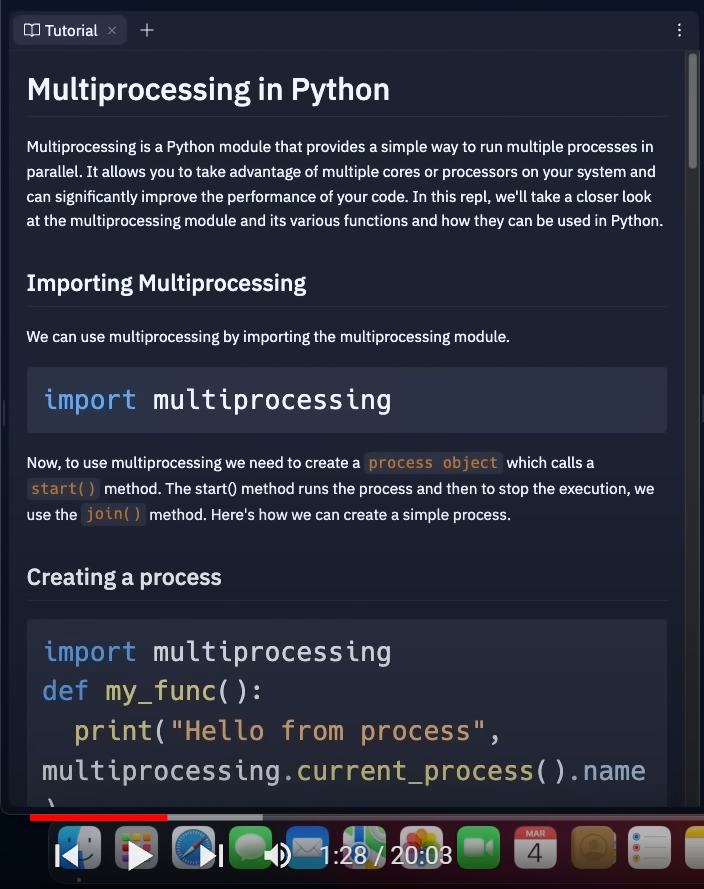 Tutorial
Multiprocessing in Python
Multiprocessing is a Python module that provides a simple way to run multiple processes in
parallel. It allows you to take advantage of multiple cores or processors on your system and
can significantly improve the performance of your code. In this repl, we'll take a closer look
at the multiprocessing module and its various functions and how they can be used in Python.
Importing Multiprocessing
We can use multiprocessing by importing the multiprocessing module.
import multiprocessing
Now, to use multiprocessing we need to create a process object which calls a
start() method. The start() method runs the process and then to stop the execution, we
use the join() method. Here's how we can create a simple process.
Creating a process
import multiprocessing
def my_func():
  print("Hello from process",
multiprocessing.current_process().name
)
MAR
4
1:28 / 20:03